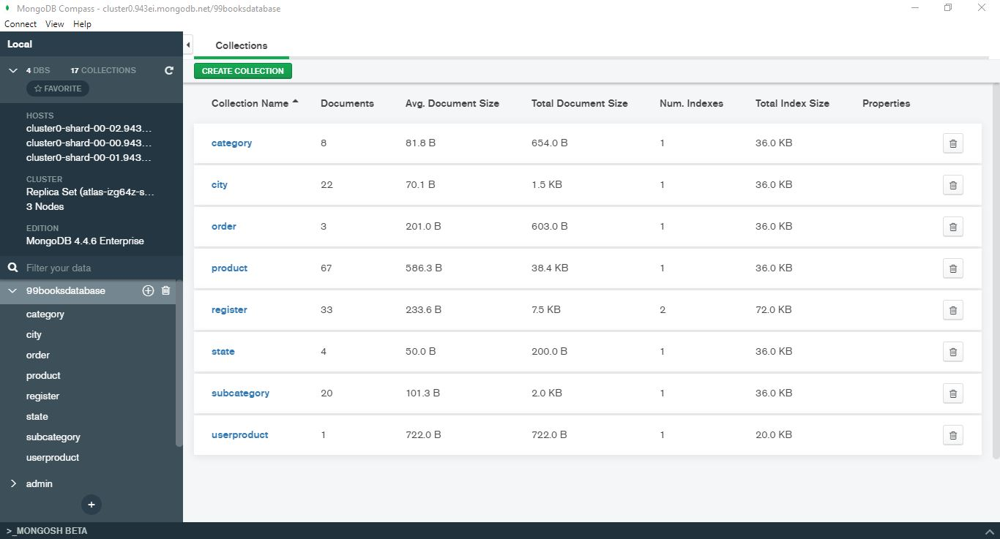 MongoDB Compass - cluster0.943ei.mongodb.net/99booksdatabase
Connect View Help
Local
4 DBS 17 COLLECTIONS
FAVORITE
HOSTS
cluster0-shard-00-02.943...
cluster0-shard-00-00.943...
cluster0-shard-00-01.943...
CLUSTER
Replica Set (atlas-izg64z-s...
3 Nodes
EDITION
MongoDB 4.4.6 Enterprise
Filter your data
99booksdatabase
category
city
order
product
register
state
subcategory
userproduct
admin
>_MONGOSH BETA
Collections
CREATE COLLECTION
Collection Name Documents Avg. Document Size Total Document Size Num. Indexes Total Index Size Properties
category 8 81.8 B 654.0 B 1 36.0 KB
city 22 70.1 B 1.5 KB 1 36.0 KB
order 3 201.0 B 603.0 B 1 36.0 KB
product 67 586.3 B 38.4 KB 1 36.0 KB
register 33 233.6 B 7.5 KB 2 72.0 KB
state 4 50.0 B 200.0 B 1 36.0 KB
subcategory 20 101.3 B 2.0 KB 1 36.0 KB
userproduct 1 722.0 B 722.0 B 1 20.0 KB